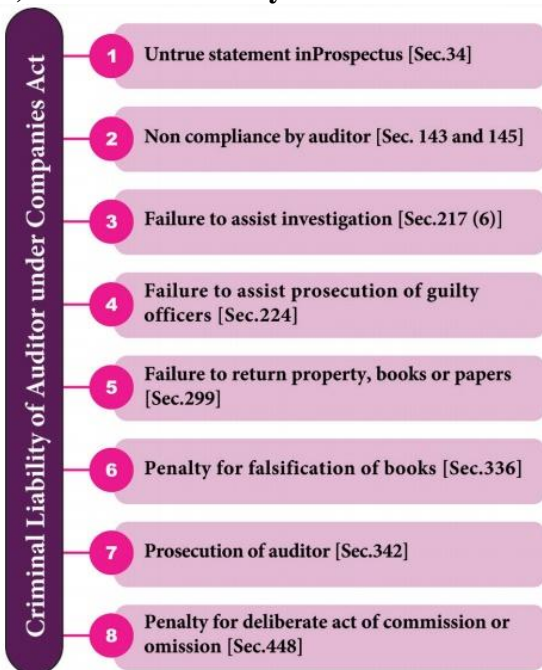 Criminal Liability of Auditor under Companies Act
1
Untrue statement inProspectus [Sec.34]
2
Non compliance by auditor [Sec. 143 and 145]
3
Failure to assist investigation [Sec.217 (6)]
4
Failure to assist prosecution of guilty
officers [Sec.224]
5
Failure to return property, books or papers
[Sec.299]
6
Penalty for falsification of books [Sec.336]
7
Prosecution of auditor [Sec.342]
8
Penalty for deliberate act of commission or
omission [Sec.448]